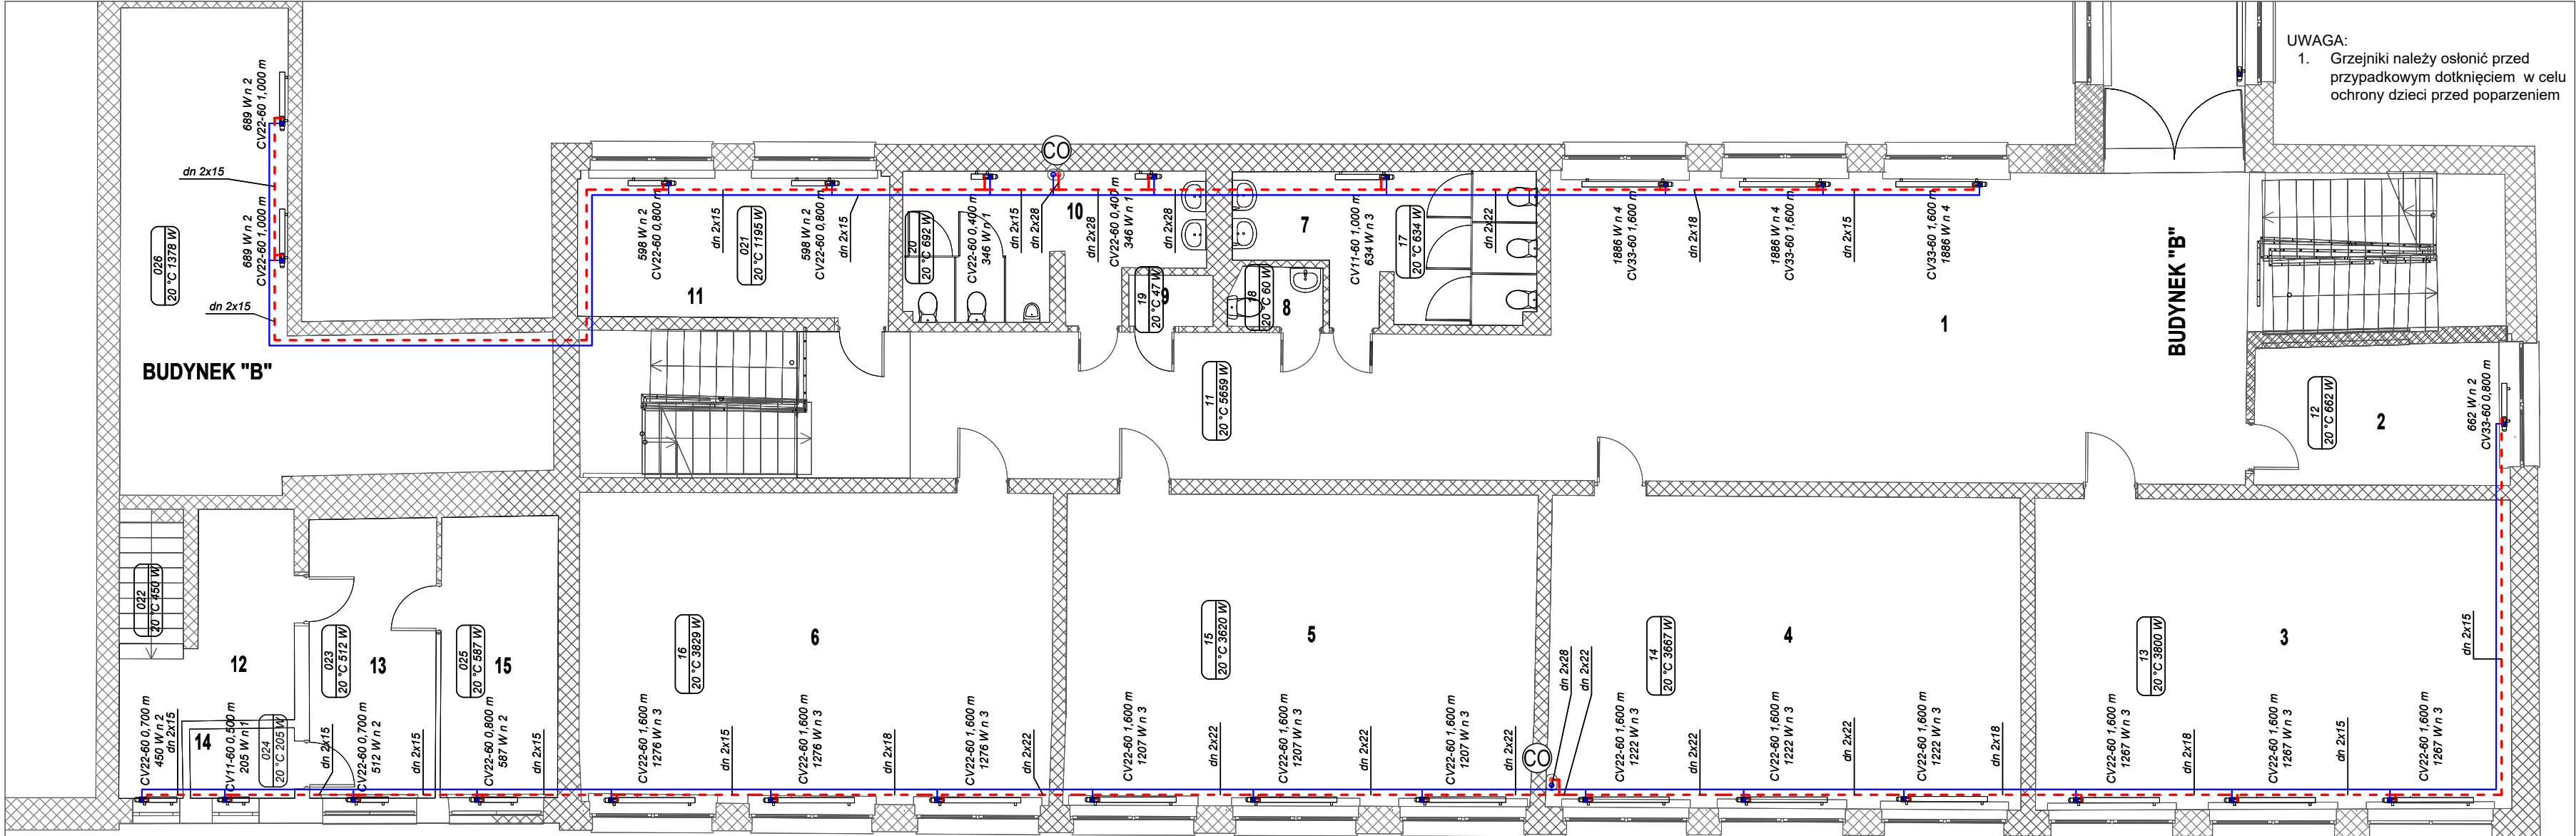 UWAGA:
1. Grzejniki należy osłonić przed
przypadkowym dotknięciem w celu
ochrony dzieci przed poparzeniem
689 W n 2
CV22-60 1,000 m
dn 2x15
026
20 °C 1378 W
689 W n 2
CV22-60 1,000 m
dn 2x15
BUDYNEK "B"
CO
598 W n 2
CV22-60 0,800 m
dn 2x15
021
20 °C 1195 W
598 W n 2
CV22-60 0,800 m
dn 2x15
11
20
20 °C 692 W
CV22-60 0,400 m
346 W n 1
dn 2x15
dn 2x28
10
dn 2x28
CV22-60 0,400 m
346 W n 1
dn 2x28
19
20 °C 47 W
9
18
20 °C 60 W
8
7
CV11-60 1,000 m
634 W n 3
17
20 °C 634 W
dn 2x22
1886 W n 4
CV33-60 1,600 m
dn 2x18
1886 W n 4
CV33-60 1,600 m
dn 2x15
CV33-60 1,600 m
1886 W n 4
1
BUDYNEK "B"
11
20 °C 5659 W
12
20 °C 662 W
2
662 W n 2
CV33-60 0,800 m
022
20 °C 450 W
12
023
20 °C 512 W
13
025
20 °C 587 W
15
CV22-60 0,700 m
450 W n 2
dn 2x15
14
CV11-60 0,500 m
205 W n 1
024
20 °C 205 W
dn 2x15
CV22-60 0,700 m
512 W n 2
dn 2x15
CV22-60 0,800 m
587 W n 2
dn 2x15
16
20 °C 3829 W
6
CV22-60 1,600 m
1276 W n 3
dn 2x15
CV22-60 1,600 m
1276 W n 3
dn 2x18
CV22-60 1,600 m
1276 W n 3
dn 2x22
15
20 °C 3620 W
5
CV22-60 1,600 m
1207 W n 3
dn 2x22
CV22-60 1,600 m
1207 W n 3
dn 2x22
CV22-60 1,600 m
1207 W n 3
dn 2x22
CO
dn 2x28
dn 2x22
14
20 °C 3667 W
4
CV22-60 1,600 m
1222 W n 3
dn 2x22
CV22-60 1,600 m
1222 W n 3
dn 2x22
CV22-60 1,600 m
1222 W n 3
dn 2x18
13
20 °C 3800 W
3
CV22-60 1,600 m
1267 W n 3
dn 2x18
CV22-60 1,600 m
1267 W n 3
dn 2x15
CV22-60 1,600 m
1267 W n 3
dn 2x15